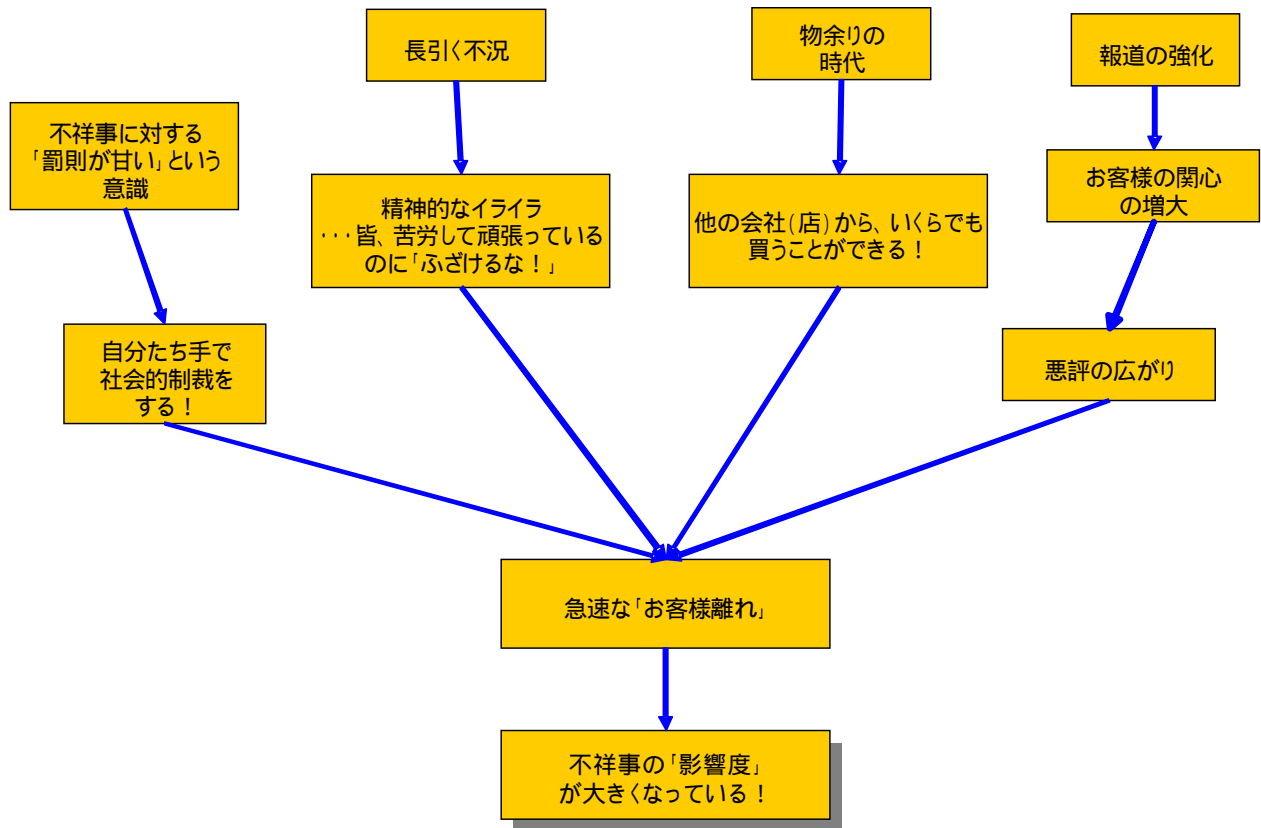 長引く不況
物余りの
時代
報道の強化
不祥事に対する
「罰則が甘い」という
意識
精神的なイライラ
・・・皆、苦労して頑張っている
のに「ふざけるな！」
他の会社(店)から、いくらでも
買うことができる！
お客様の関心
の増大
自分たち手で
社会的制裁を
する！
悪評の広がり
急速な「お客様離れ」
不祥事の「影響度」
が大きくなっている！